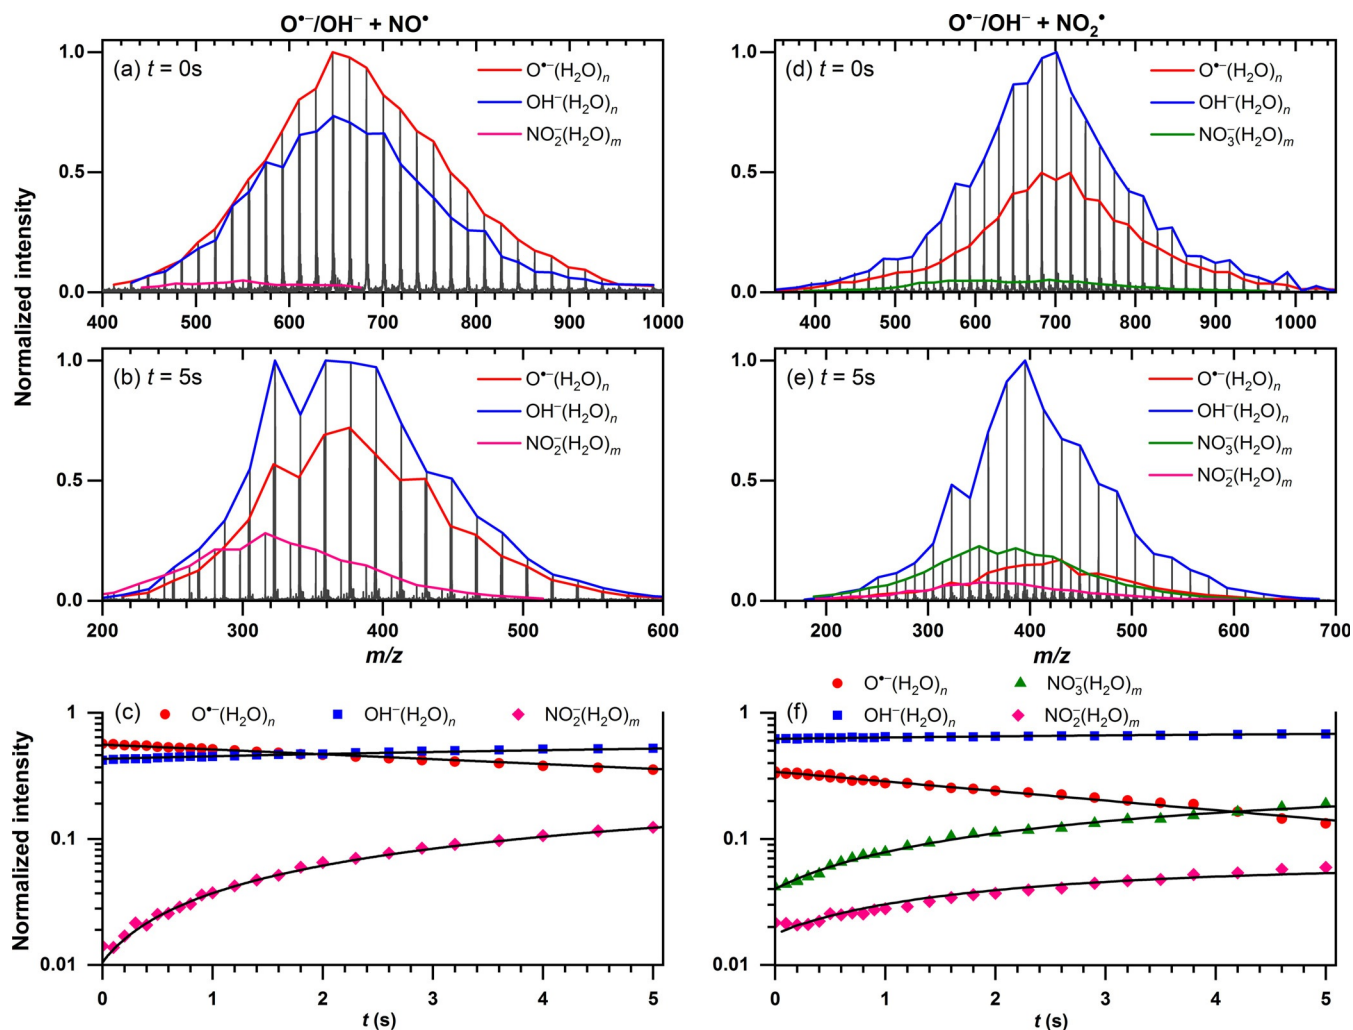 O•−/OH− + NO•
O•−/OH− + NO2•
Normalized intensity
(a) t = 0s
O•−(H2O)n
OH−(H2O)n
NO2−(H2O)m
1.0
0.5
0.0
400 500 600 700 800 900 1000
(d) t = 0s
O•−(H2O)n
OH−(H2O)n
NO3−(H2O)m
1.0
0.5
0.0
400 500 600 700 800 900 1000
(b) t = 5s
O•−(H2O)n
OH−(H2O)n
NO2−(H2O)m
1.0
0.5
0.0
200 300 400 500 600
m/z
(e) t = 5s
O•−(H2O)n
OH−(H2O)n
NO3−(H2O)m
NO2−(H2O)m
1.0
0.5
0.0
200 300 400 500 600 700
m/z
Normalized intensity
(c) O•−(H2O)n OH−(H2O)n NO2−(H2O)m
1
0.1
0.01
0 1 2 3 4 5
t (s)
O•−(H2O)n NO3−(H2O)m
(f) OH−(H2O)n NO2−(H2O)m
1
0.1
0.01
0 1 2 3 4 5
t (s)